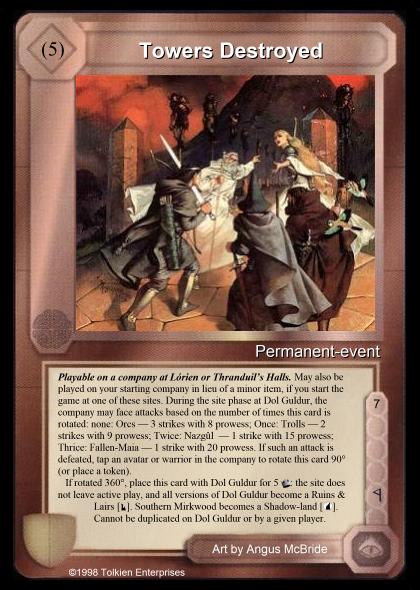 (5)
Towers Destroyed
Permanent-event
Playable on a company at Lórien or Thranduil's Halls. May also be
played on your starting company in lieu of a minor item, if you start the
game at one of these sites. During the site phase at Dol Guldur, the
company may face attacks based on the number of times this card is
rotated: none: Orcs — 3 strikes with 8 prowess; Once: Trolls — 2
strikes with 9 prowess; Twice: Nazgûl — 1 strike with 15 prowess;
Thrice: Fallen-Maia — 1 strike with 20 prowess. If such an attack is
defeated, tap an avatar or warrior in the company to rotate this card 90°
(or place a token).
If rotated 360°, place this card with Dol Guldur for 5 : the site does
not leave active play, and all versions of Dol Guldur become a Ruins &
Lairs [ ]. Southern Mirkwood becomes a Shadow-land [ ].
Cannot be duplicated on Dol Guldur or by a given player.
7
Art by Angus McBride
©1998 Tolkien Enterprises